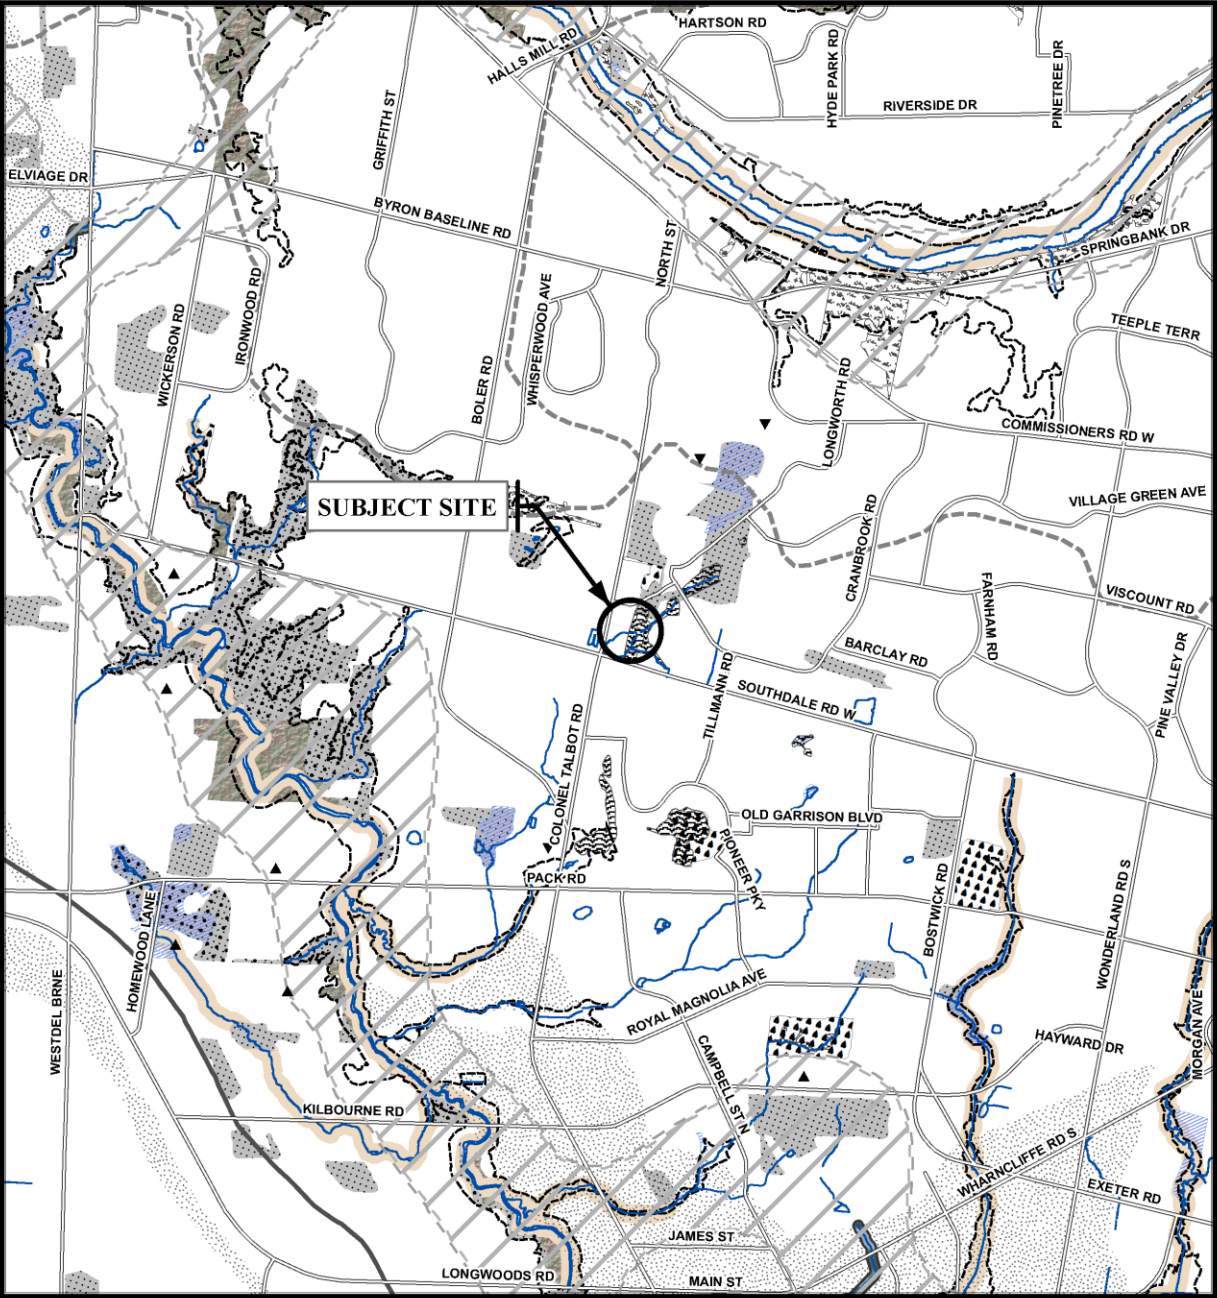 HARTSON RD
HALLS MILL RD
HYDE PARK RD
PINETREE DR
RIVERSIDE DR
GRIFFITH ST
ELVIAGE DR
BYRON BASELINE RD
NORTH ST
SPRINGBANK DR
IRONWOOD RD
WICKERSON RD
WHISPERWOOD AVE
BOLER RD
TEEPLE TERR
LONGWORTH RD
COMMISSIONERS RD W
VILLAGE GREEN AVE
SUBJECT SITE
CRANBROOK RD
FARNHAM RD
VISCOUNT RD
BARCLAY RD
PINE VALLEY DR
TILLMANN RD
SOUTHDALE RD W
COLONEL TALBOT RD
OLD GARRISON BLVD
PIONEER PKY
PACK RD
BOSTWICK RD
WONDERLAND RD S
HOMEWOOD LANE
WESTDEL BRNE
ROYAL MAGNOLIA AVE
MORGAN AVE
HAYWARD DR
CAMPBELL ST N
KILBOURNE RD
WHARNCLIFFE RD S
EXETER RD
JAMES ST
LONGWOODS RD
MAIN ST